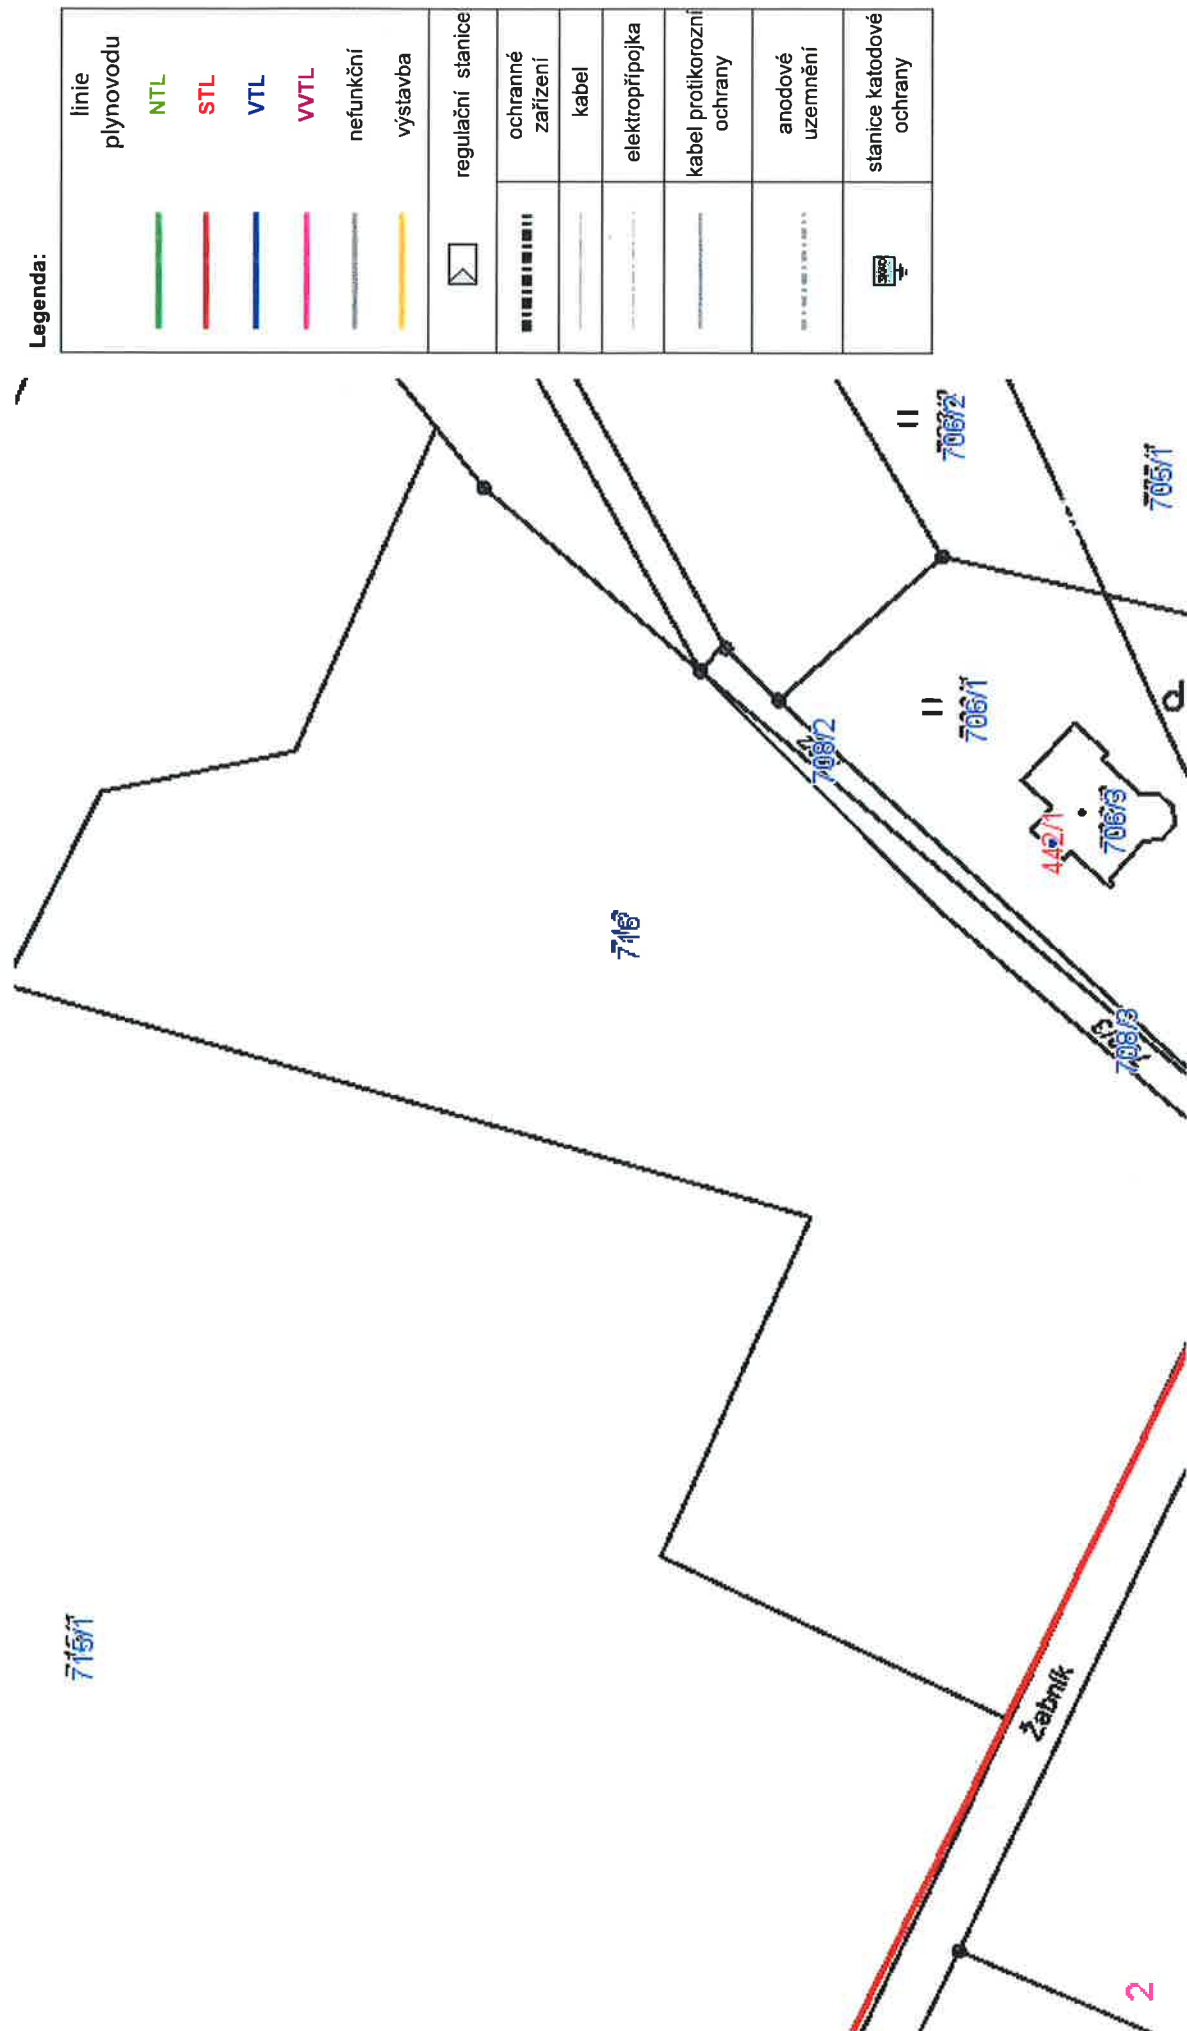 Legenda:
linie
plynovodu
NTL
STL
VTL
VVTL
nefunkční
výstavba
regulační stanice
ochranné
zařízení
kabel
elektropřípojka
kabel protikorozní
ochrany
anodové
uzemnění
stanice katodové
ochrany
715/1
716
708/2
708/3
706/2
705/1
706/1
706/3
442/1
Žabník
2